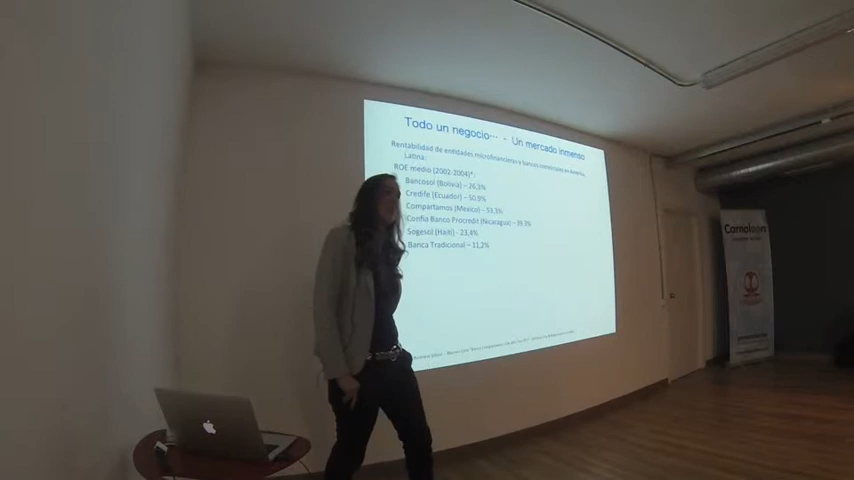 Todo un negocio… - Un mercado inmenso
Rentabilidad de entidades microfinancieras y bancos comerciales en América
Latina:
ROE medio (2002-2004)*:
Bancosol (Bolivia) – 26,3%
Credife (Ecuador) – 50,9%
Compartamos (Mexico) – 53,3%
Confia Banco Procredit (Nicaragua) – 39,3%
Sogesol (Haití) - 23,4%
Banca Tradicional – 11,2%